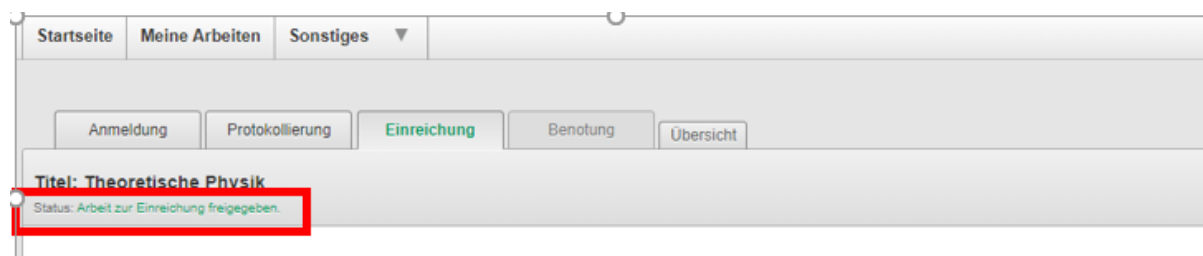 Startseite Meine Arbeiten Sonstiges ▼
Anmeldung Protokollierung Einreichung Benotung Übersicht
Titel: Theoretische Physik
Status: Arbeit zur Einreichung freigegeben.